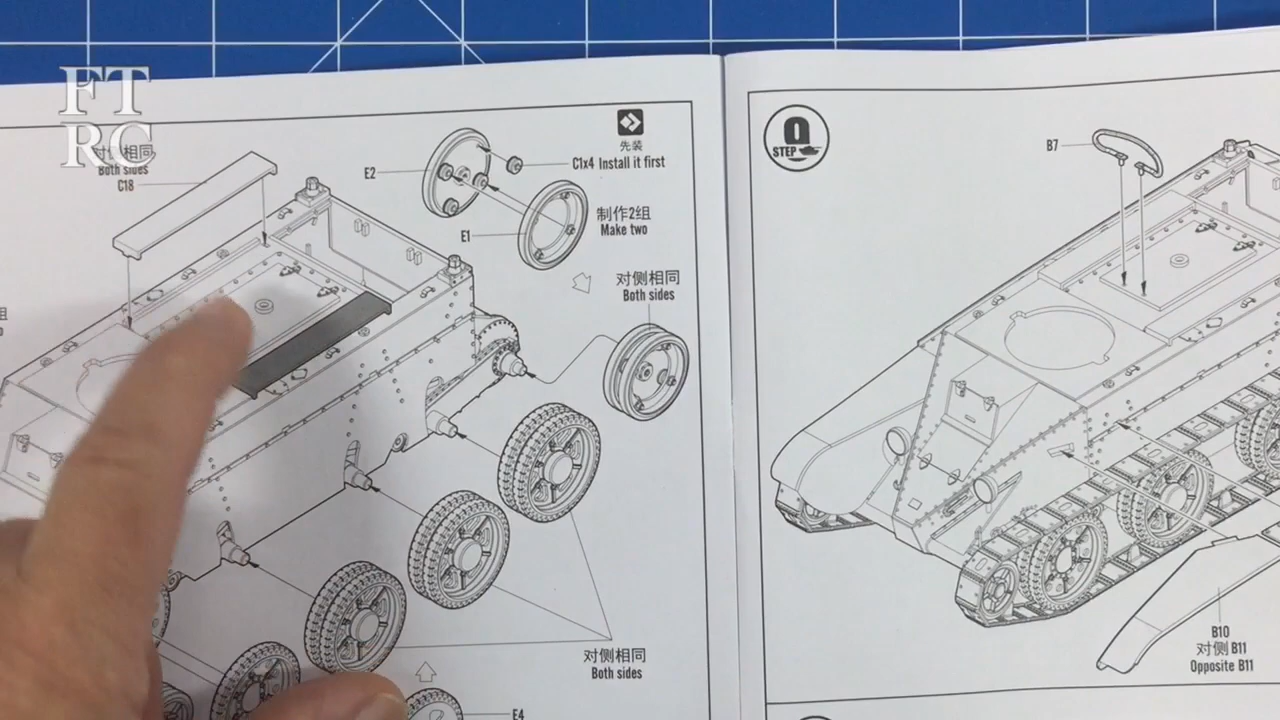 FT
RC
对侧相同
Both sides
C18
E2
先装
C1x4 Install it first
E1
制作2组
Make two
对侧相同
Both sides
对侧相同
Both sides
E4
组
Q
STEP
B7
B10
对侧 B11
Opposite B11